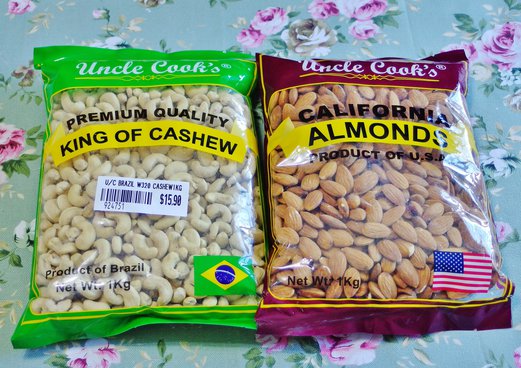 Uncle Cook's®
PREMIUM QUALITY
KING OF CASHEW
U/C BRAZIL W320 CASHEW1KG
924751
$15.98
Product of Brazil
Net Wt: 1Kg
Uncle Cook's®
CALIFORNIA
ALMONDS
PRODUCT OF U.S.A
Net Wt: 1Kg